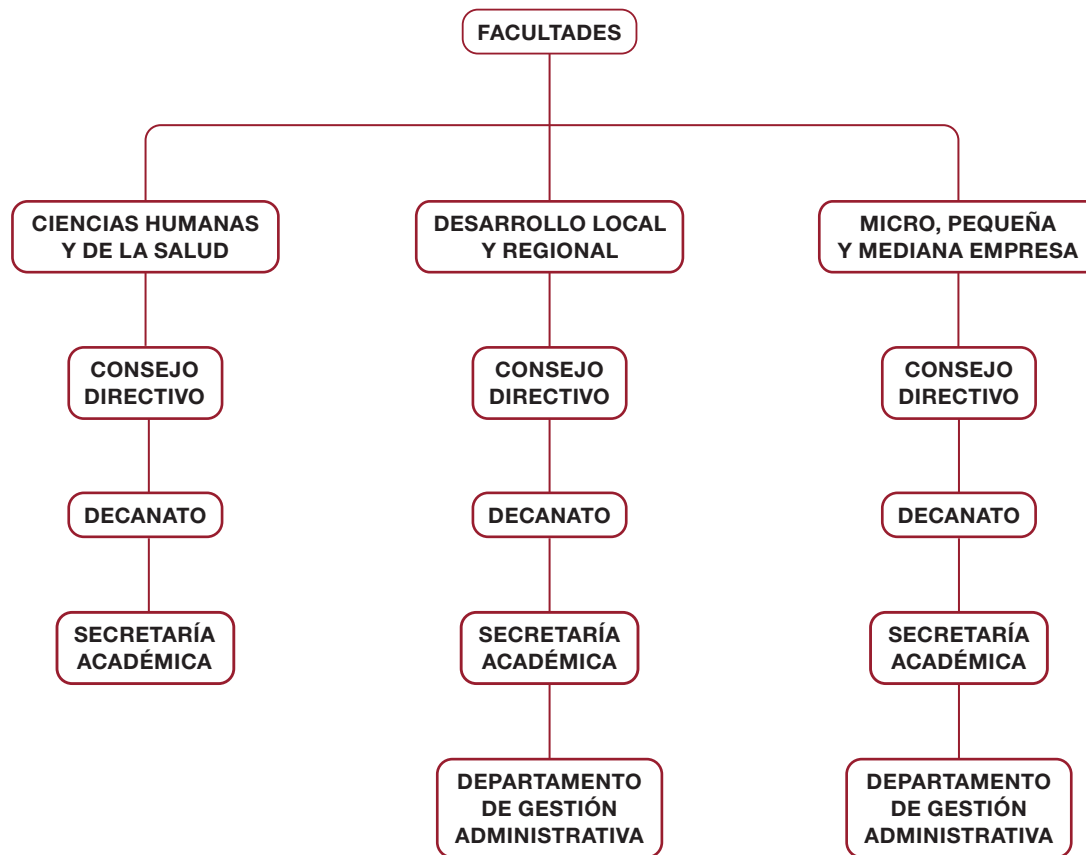 FACULTADES
CIENCIAS HUMANAS
Y DE LA SALUD
DESARROLLO LOCAL
Y REGIONAL
MICRO, PEQUEÑA
Y MEDIANA EMPRESA
CONSEJO
DIRECTIVO
CONSEJO
DIRECTIVO
CONSEJO
DIRECTIVO
DECANATO
DECANATO
DECANATO
SECRETARÍA
ACADÉMICA
SECRETARÍA
ACADÉMICA
SECRETARÍA
ACADÉMICA
DEPARTAMENTO
DE GESTIÓN
ADMINISTRATIVA
DEPARTAMENTO
DE GESTIÓN
ADMINISTRATIVA